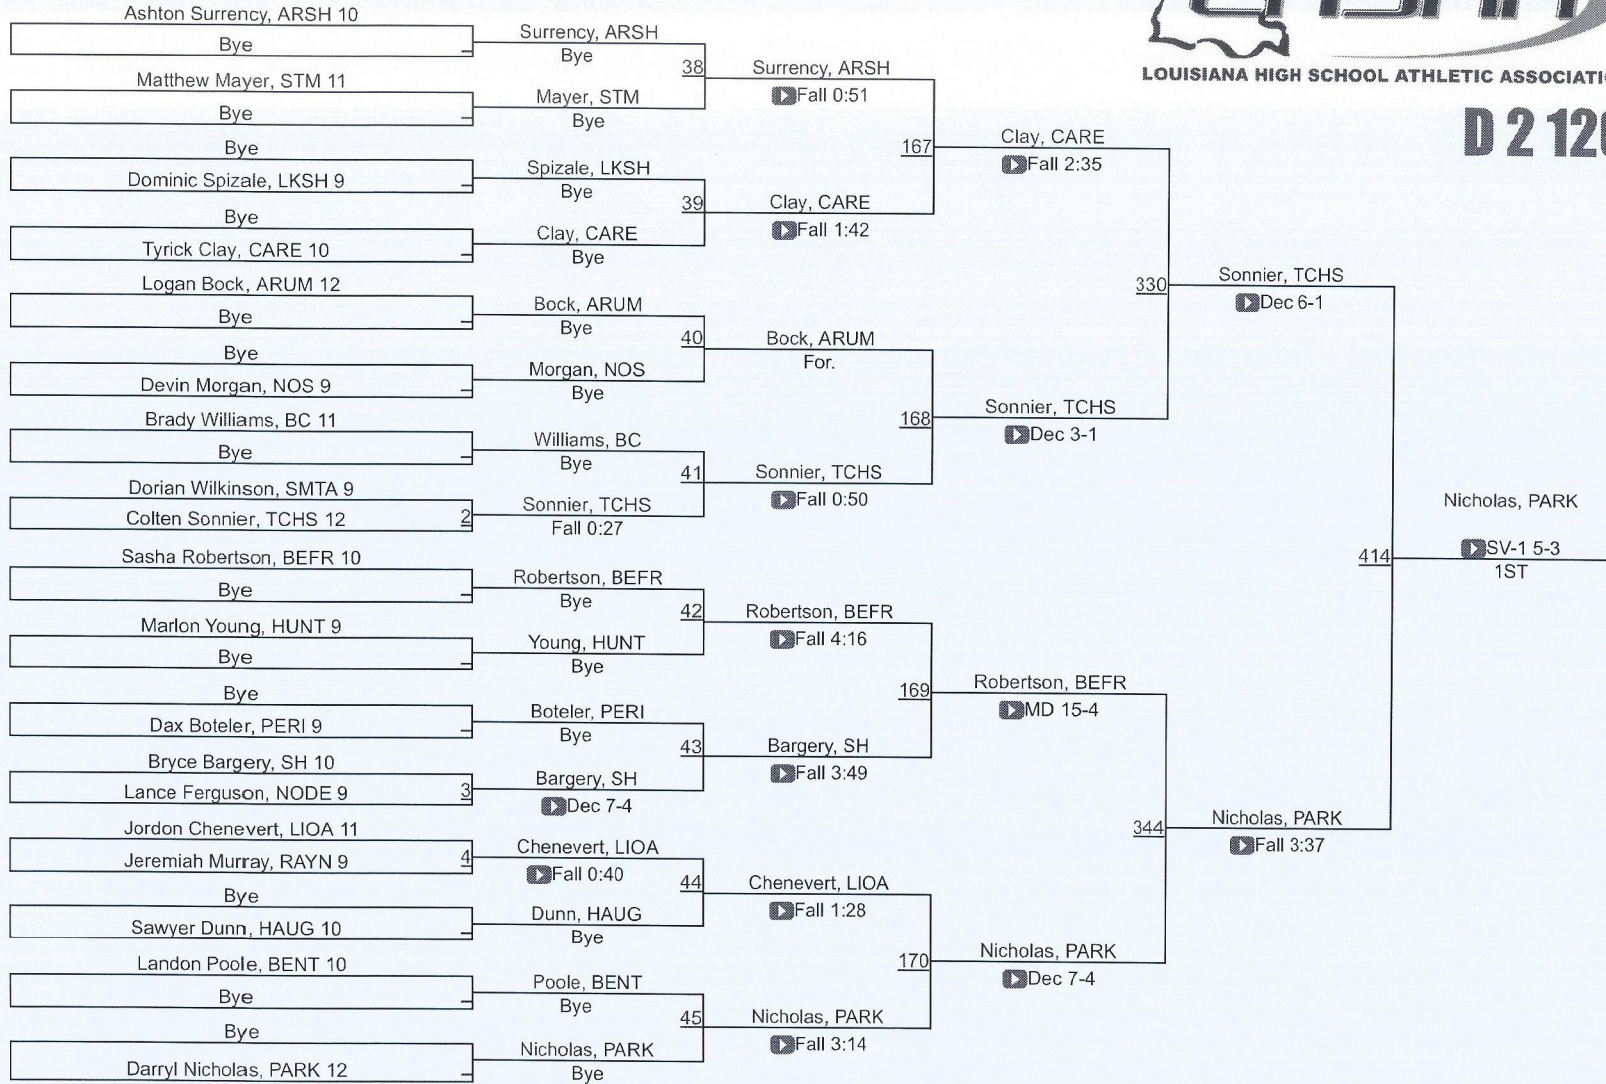 LOUISIANA HIGH SCHOOL ATHLETIC
D 2
Ashton Surrency, ARSH 10
Bye
Matthew Mayer, STM 11
Bye
Bye
Dominic Spizale, LKSH 9
Bye
Tyrick Clay, CARE 10
Logan Bock, ARUM 12
Bye
Bye
Devin Morgan, NOS 9
Brady Williams, BC 11
Bye
Dorian Wilkinson, SMTA 9
Colten Sonnier, TCHS 12
2
Sasha Robertson, BEFR 10
Bye
Marlon Young, HUNT 9
Bye
Bye
Dax Boteler, PERI 9
Bryce Bargery, SH 10
Lance Ferguson, NODE 9
3
Jordon Chenevert, LIOA 11
Jeremiah Murray, RAYN 9
4
Bye
Sawyer Dunn, HAUG 10
Landon Poole, BENT 10
Bye
Bye
Darryl Nicholas, PARK 12
Surrency, ARSH
Bye
38
Mayer, STM
Bye
Spizale, LKSH
Bye
39
Clay, CARE
Bye
Bock, ARUM
Bye
40
Morgan, NOS
Bye
Williams, BC
Bye
41
Sonnier, TCHS
Fall 0:27
Robertson, BEFR
Bye
42
Young, HUNT
Bye
Boteler, PERI
Bye
43
Bargery, SH
Dec 7-4
Chenevert, LIOA
Fall 0:40
44
Dunn, HAUG
Bye
Poole, BENT
Bye
45
Nicholas, PARK
Bye
Surrency, ARSH
Fall 0:51
167
Clay, CARE
Fall 1:42
Bock, ARUM
For.
168
Sonnier, TCHS
Fall 0:50
Robertson, BEFR
Fall 4:16
169
Bargery, SH
Fall 3:49
Chenevert, LIOA
Fall 1:28
170
Nicholas, PARK
Fall 3:14
Clay, CARE
Fall 2:35
330
Sonnier, TCHS
Dec 3-1
Robertson, BEFR
MD 15-4
344
Nicholas, PARK
Dec 7-4
Sonnier, TCHS
Dec 6-1
414
Nicholas, PARK
Fall 3:37
Nicholas, PARK
SV-1 5-3
1ST